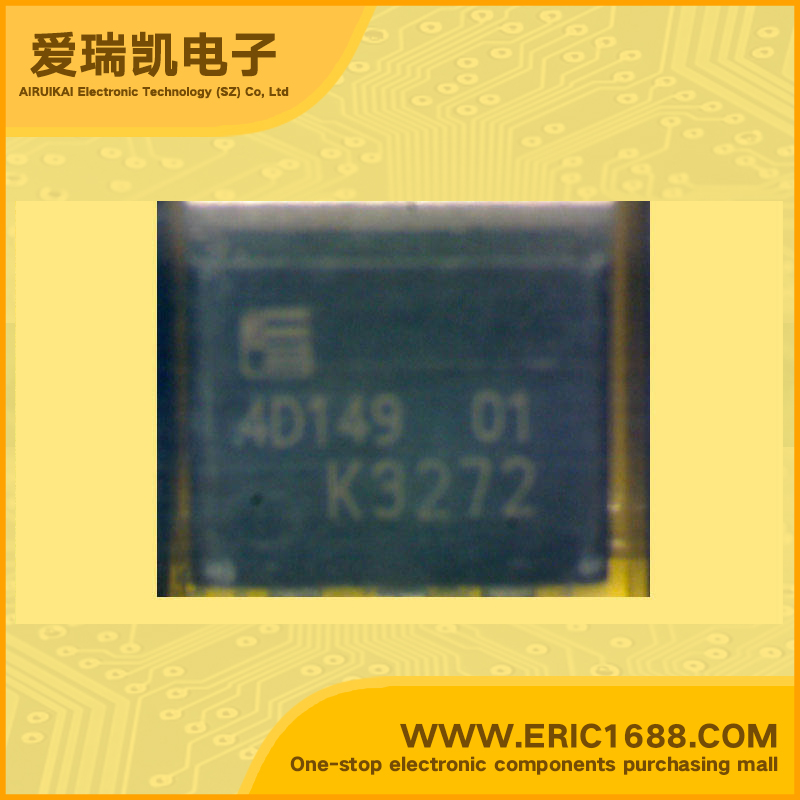 爱瑞凯电子
AIRUIKAI Electronic Technology (SZ) Co, Ltd
4D149 01
K3272
WWW.ERIC1688.COM
One-stop electronic components purchasing mall